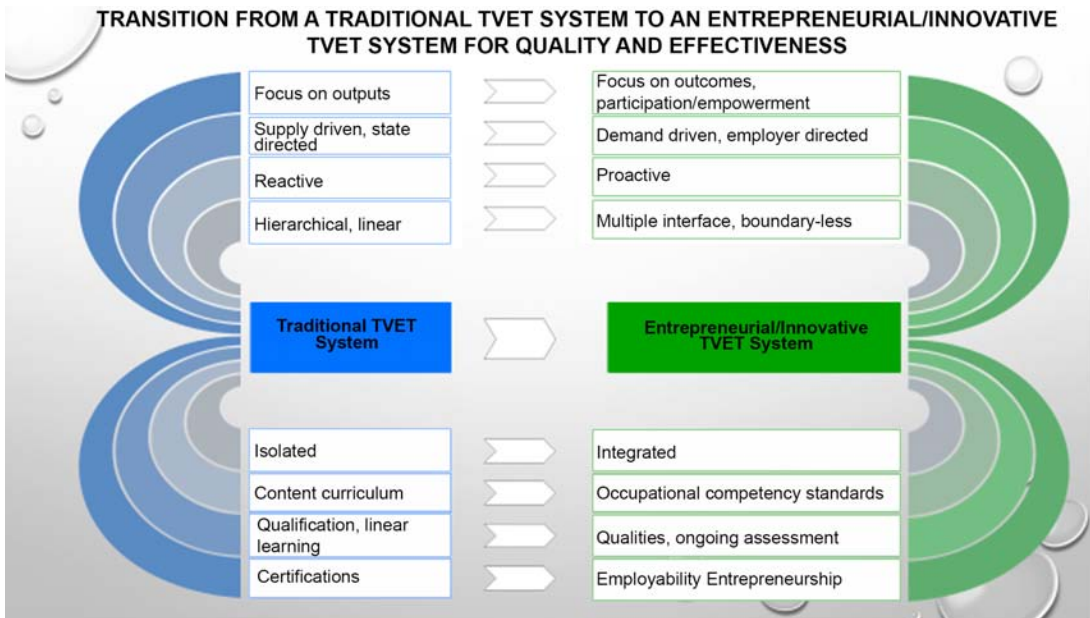 TRANSITION FROM A TRADITIONAL TVET SYSTEM TO AN ENTREPRENEURIAL/INNOVATIVE
TVET SYSTEM FOR QUALITY AND EFFECTIVENESS
Focus on outputs
Focus on outcomes,
participation/empowerment
Supply driven, state
directed
Demand driven, employer directed
Reactive
Proactive
Hierarchical, linear
Multiple interface, boundary-less
Traditional TVET
System
Entrepreneurial/Innovative
TVET System
Isolated
Integrated
Content curriculum
Occupational competency standards
Qualification, linear
learning
Qualities, ongoing assessment
Certifications
Employability Entrepreneurship